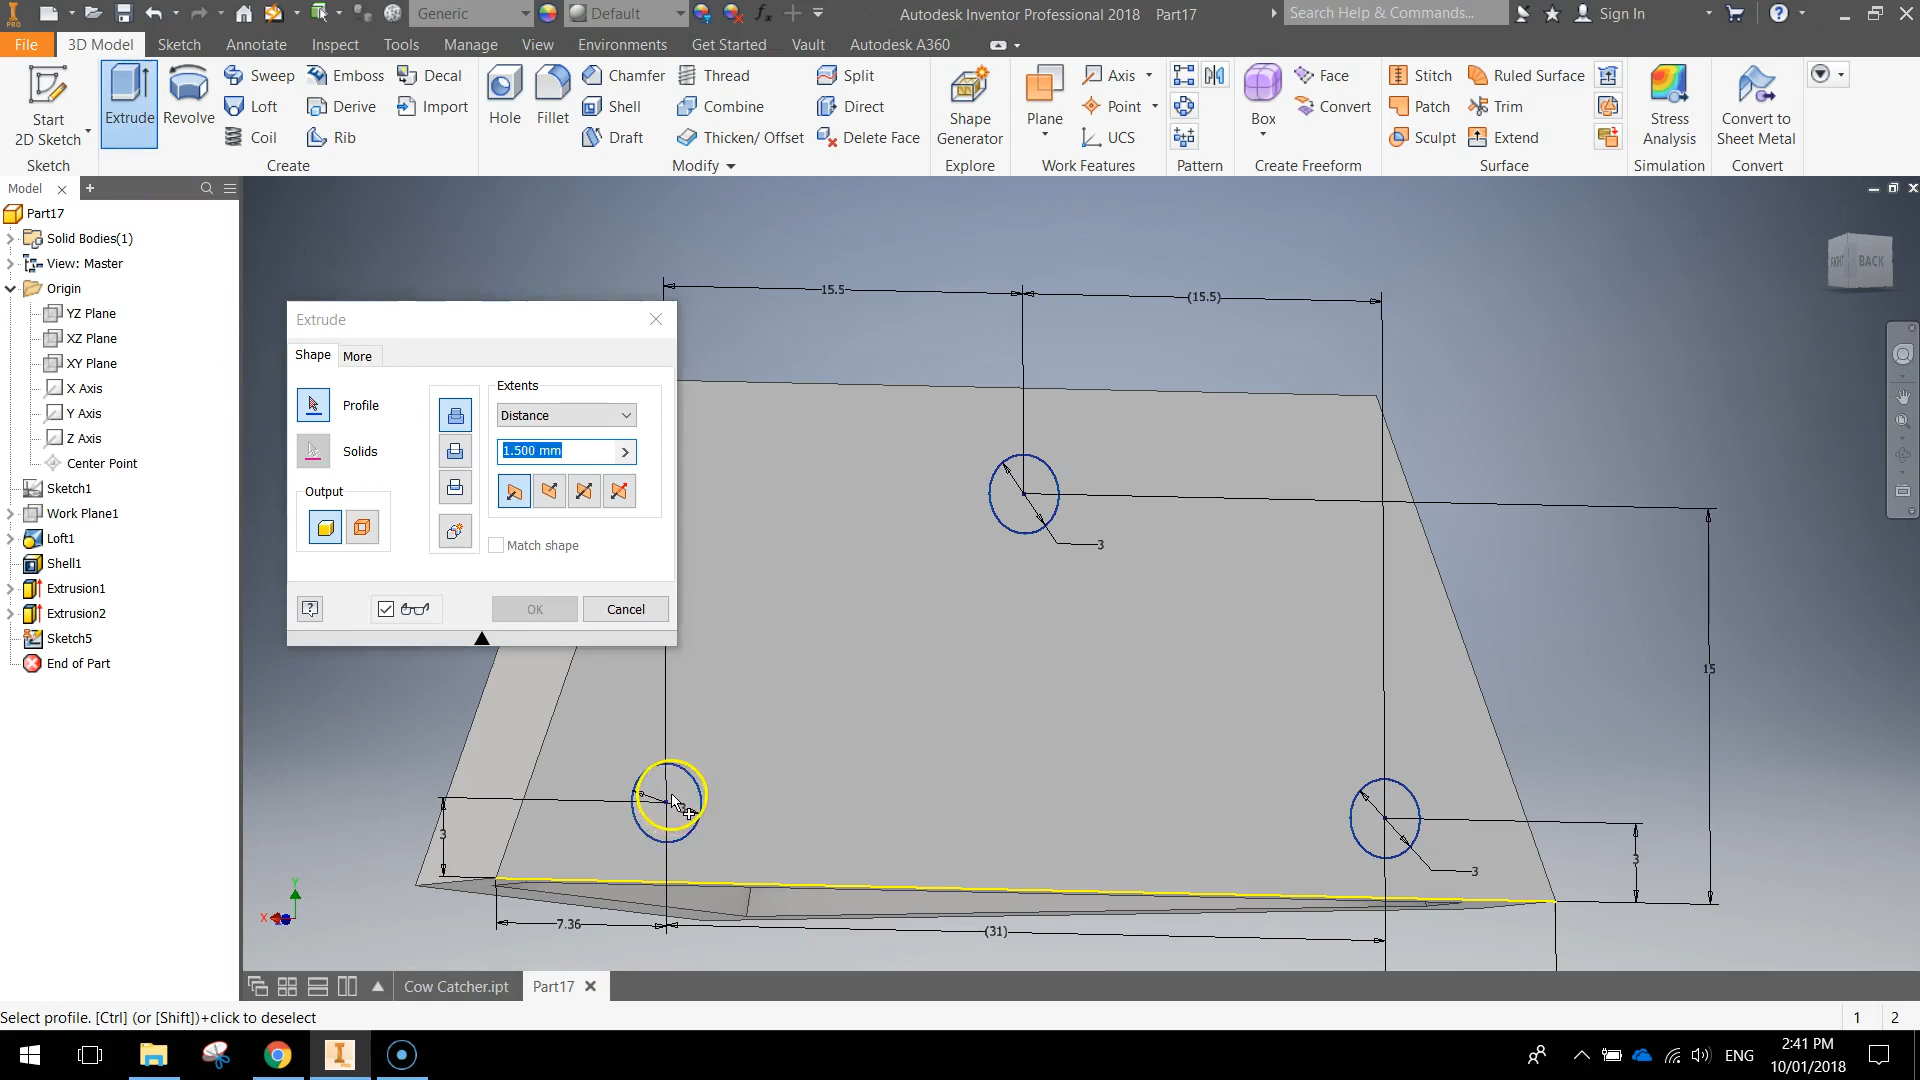 PRO
Generic
Default
fx
Autodesk Inventor Professional 2018 Part17
Search Help & Commands...
Sign In
File
3D Model
Sketch
Annotate
Inspect
Tools
Manage
View
Environments
Get Started
Vault
Autodesk A360
Start
2D Sketch
Sketch
Extrude
Revolve
Sweep
Loft
Coil
Emboss
Derive
Rib
Decal
Import
Create
Hole
Fillet
Chamfer
Shell
Draft
Thread
Combine
Thicken/ Offset
Split
Direct
Delete Face
Modify
Shape
Generator
Explore
Plane
Axis
Point
UCS
Work Features
Pattern
Box
Face
Convert
Create Freeform
Stitch
Patch
Sculpt
Ruled Surface
Trim
Extend
Surface
Stress
Analysis
Simulation
Convert to
Sheet Metal
Convert
Model
Part17
Solid Bodies(1)
View: Master
Origin
YZ Plane
XZ Plane
XY Plane
X Axis
Y Axis
Z Axis
Center Point
Sketch1
Work Plane1
Loft1
Shell1
Extrusion1
Extrusion2
Sketch5
End of Part
Extrude
Shape
More
Profile
Solids
Output
Extents
Distance
1.500 mm
Match shape
OK
Cancel
15.5
(15.5)
3
15
3
3
3
7.36
(31)
BACK
Y
X
Cow Catcher.ipt
Part17
Select profile. [Ctrl] (or [Shift])+click to deselect
1
2
ENG
2:41 PM
10/01/2018